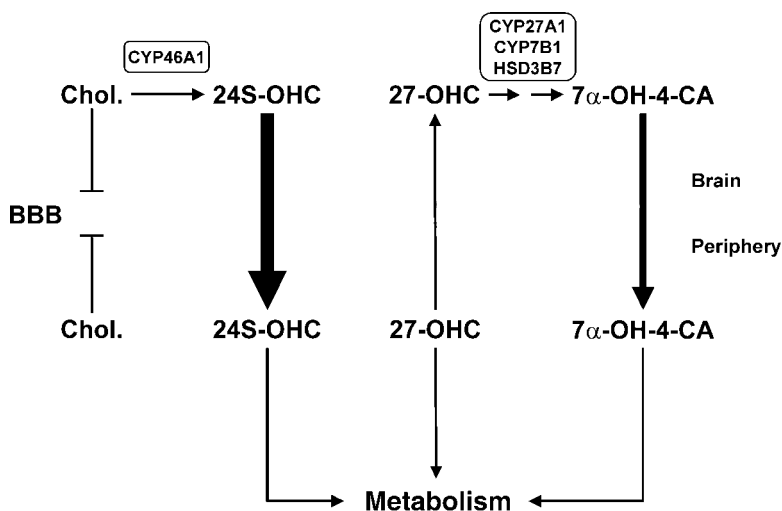 CYP46A1
CYP27A1
CYP7B1
HSD3B7
Chol.
24S-OHC
27-OHC
7α-OH-4-CA
Brain
BBB
Periphery
Chol.
24S-OHC
27-OHC
7α-OH-4-CA
Metabolism